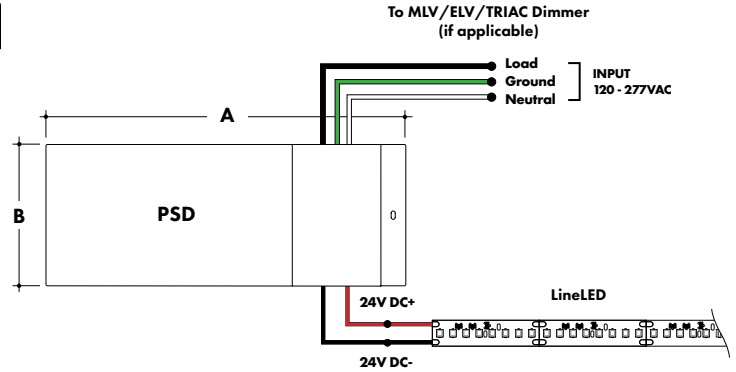 To MLV/ELV/TRIAC Dimmer
(if applicable)
Load
Ground
Neutral
INPUT
120 - 277VAC
A
B
PSD
24V DC+
LineLED
24V DC-